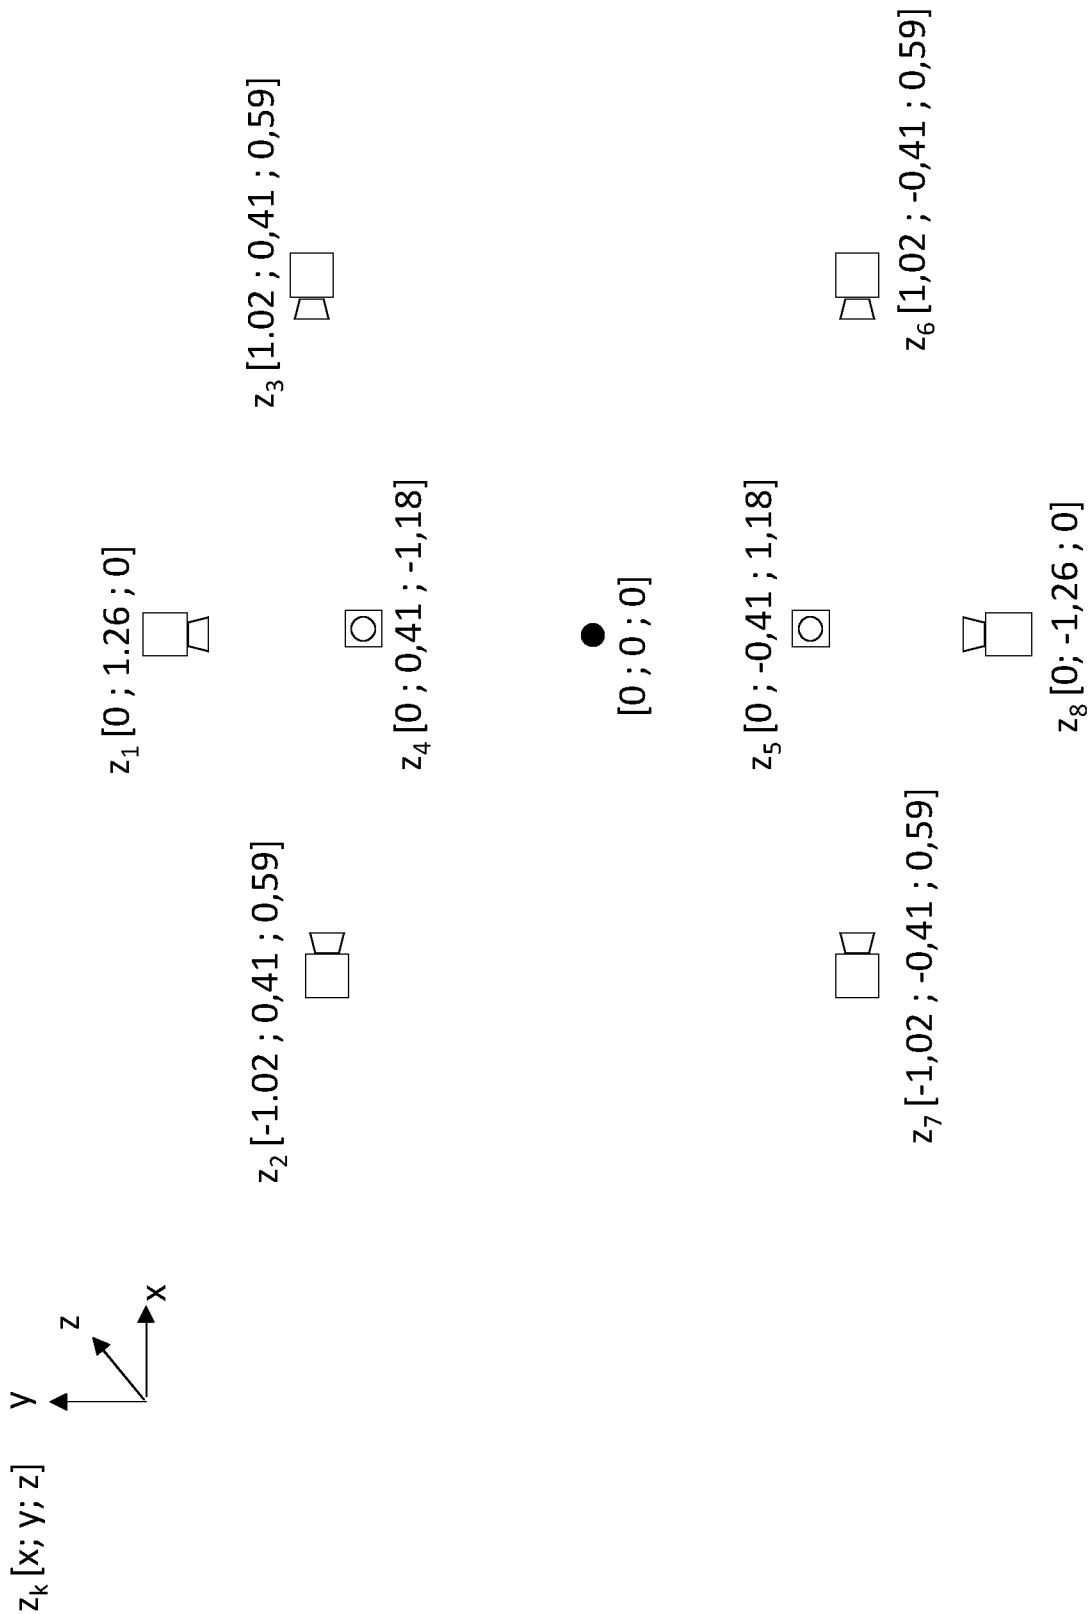 z_k [x; y; z]
y
z
x
z_1 [0 ; 1.26 ; 0]
z_2 [-1.02 ; 0,41 ; 0,59]
z_3 [1.02 ; 0,41 ; 0,59]
z_4 [0 ; 0,41 ; -1,18]
[0 ; 0 ; 0]
z_5 [0 ; -0,41 ; 1,18]
z_7 [-1,02 ; -0,41 ; 0,59]
z_6 [1,02 ; -0,41 ; 0,59]
z_8 [0; -1,26 ; 0]